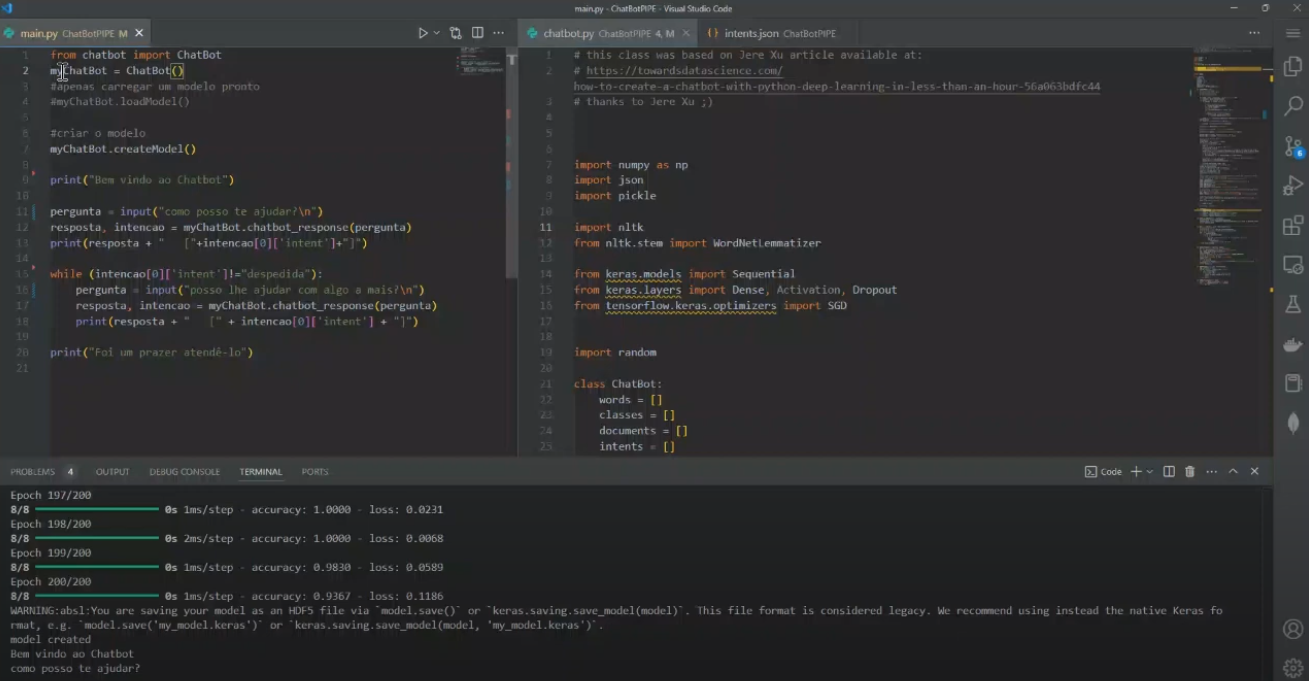 main.py - ChatBotPIPE - Visual Studio Code
main.py ChatBotPIPE M
1 from chatbot import ChatBot
2 myChatBot = ChatBot()
3 #apenas carregar um modelo pronto
4 #myChatBot.loadModel()
5
6 #criar o modelo
7 myChatBot.createModel()
8
9 print("Bem vindo ao Chatbot")
10
11 pergunta = input("como posso te ajudar?\n")
12 resposta, intencao = myChatBot.chatbot_response(pergunta)
13 print(resposta + "   ["+intencao[0]['intent']+"]")
14
15 while (intencao[0]['intent']!="despedida"):
16     pergunta = input("posso lhe ajudar com algo a mais?\n")
17     resposta, intencao = myChatBot.chatbot_response(pergunta)
18     print(resposta + "   [" + intencao[0]['intent'] + "]")
19
20 print("Foi um prazer atendê-lo")
21
chatbot.py ChatBotPIPE 4, M
intents.json ChatBotPIPE
1 # this class was based on Jere Xu article available at:
2 # https://towardsdatascience.com/
how-to-create-a-chatbot-with-python-deep-learning-in-less-than-an-hour-56a063bdfc44
3 # thanks to Jere Xu ;)
4
5
6
7 import numpy as np
8 import json
9 import pickle
10
11 import nltk
12 from nltk.stem import WordNetLemmatizer
13
14 from keras.models import Sequential
15 from keras.layers import Dense, Activation, Dropout
16 from tensorflow.keras.optimizers import SGD
17
18
19 import random
20
21 class ChatBot:
22     words = []
23     classes = []
24     documents = []
25     intents = []
6
PROBLEMS 4 OUTPUT DEBUG CONSOLE TERMINAL PORTS
Code
Epoch 197/200
8/8 0s 1ms/step - accuracy: 1.0000 - loss: 0.0231
Epoch 198/200
8/8 0s 2ms/step - accuracy: 1.0000 - loss: 0.0068
Epoch 199/200
8/8 0s 1ms/step - accuracy: 0.9830 - loss: 0.0589
Epoch 200/200
8/8 0s 1ms/step - accuracy: 0.9367 - loss: 0.1186
WARNING:absl:You are saving your model as an HDF5 file via `model.save()` or `keras.saving.save_model(model)`. This file format is considered legacy. We recommend using instead the native Keras fo
rmat, e.g. `model.save('my_model.keras')` or `keras.saving.save_model(model, 'my_model.keras')`.
model created
Bem vindo ao Chatbot
como posso te ajudar?